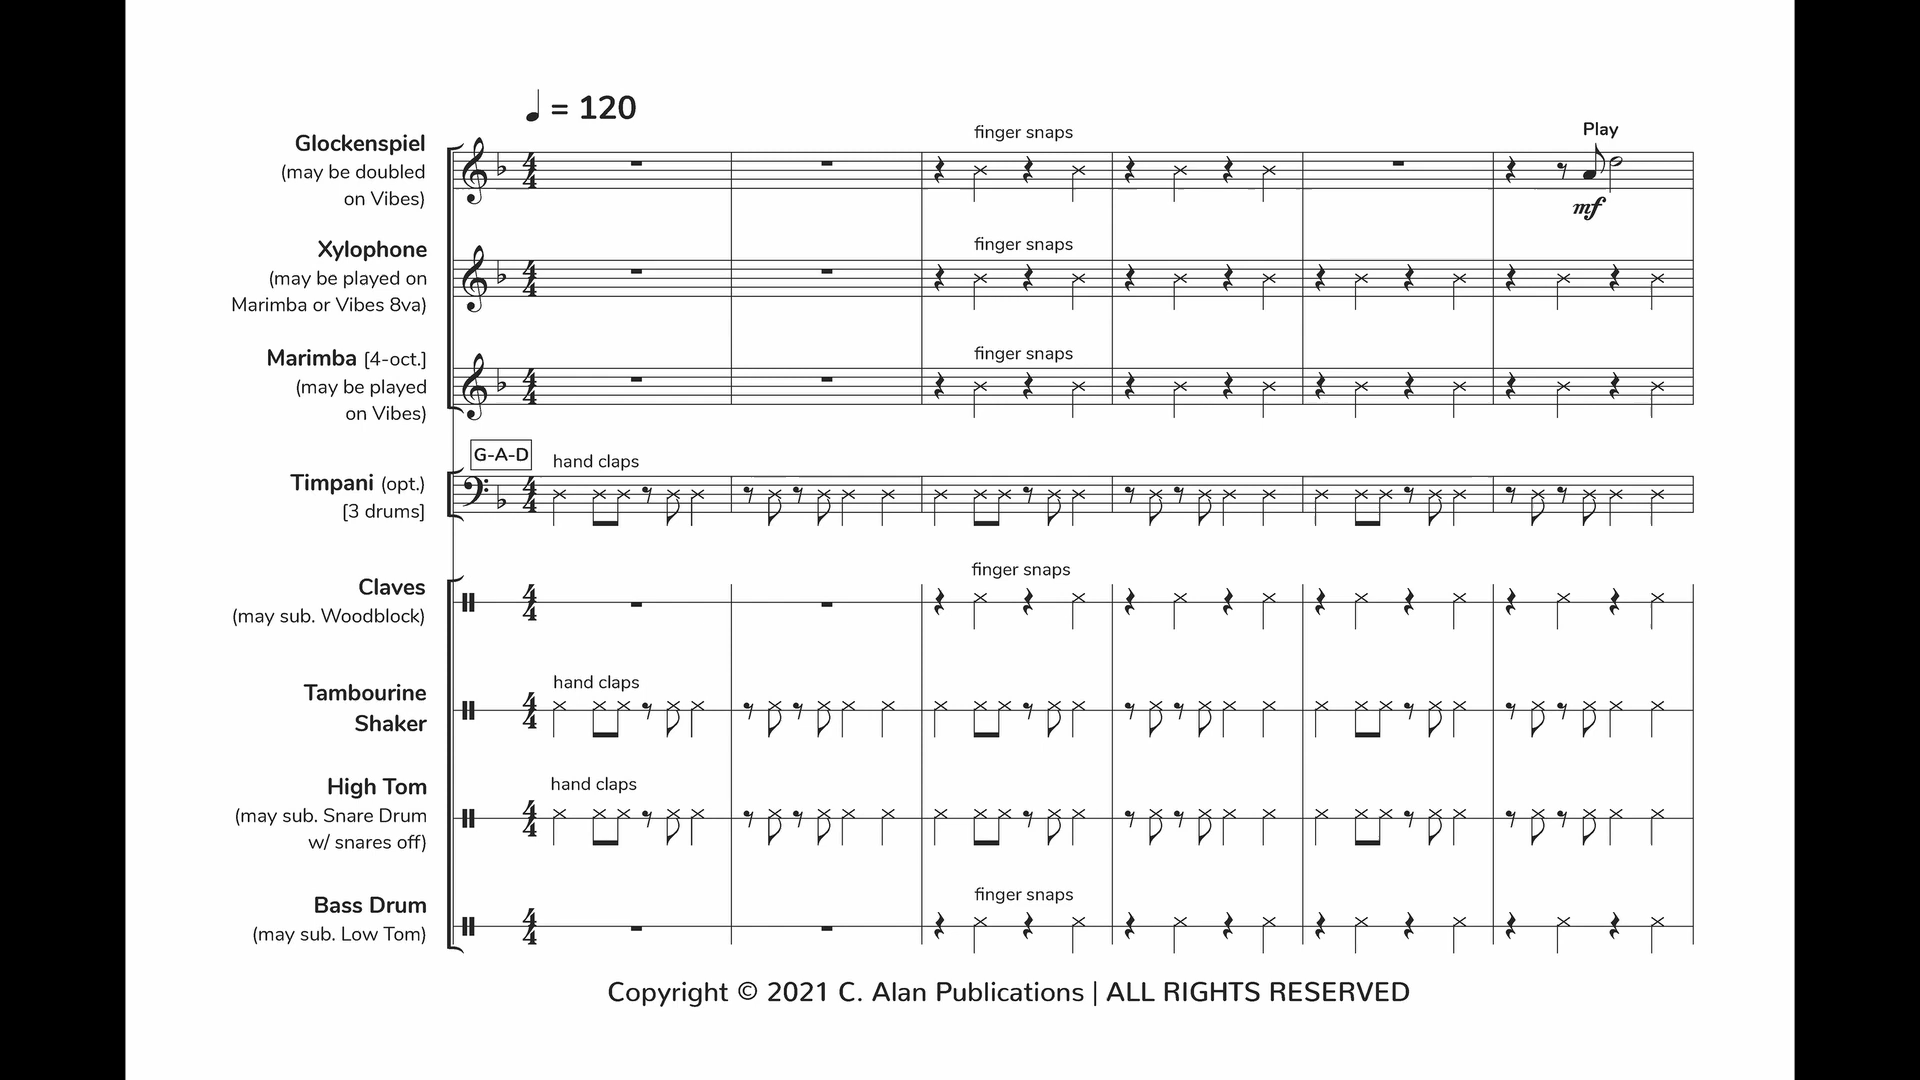 = 120
Glockenspiel
(may be doubled
on Vibes)
finger snaps
Play
mf
Xylophone
(may be played on
Marimba or Vibes 8va)
finger snaps
Marimba [4-oct.]
(may be played
on Vibes)
finger snaps
G-A-D
hand claps
Timpani (opt.)
[3 drums]
Claves
(may sub. Woodblock)
finger snaps
Tambourine
Shaker
hand claps
High Tom
(may sub. Snare Drum
w/ snares off)
hand claps
Bass Drum
(may sub. Low Tom)
finger snaps
Copyright © 2021 C. Alan Publications | ALL RIGHTS RESERVED